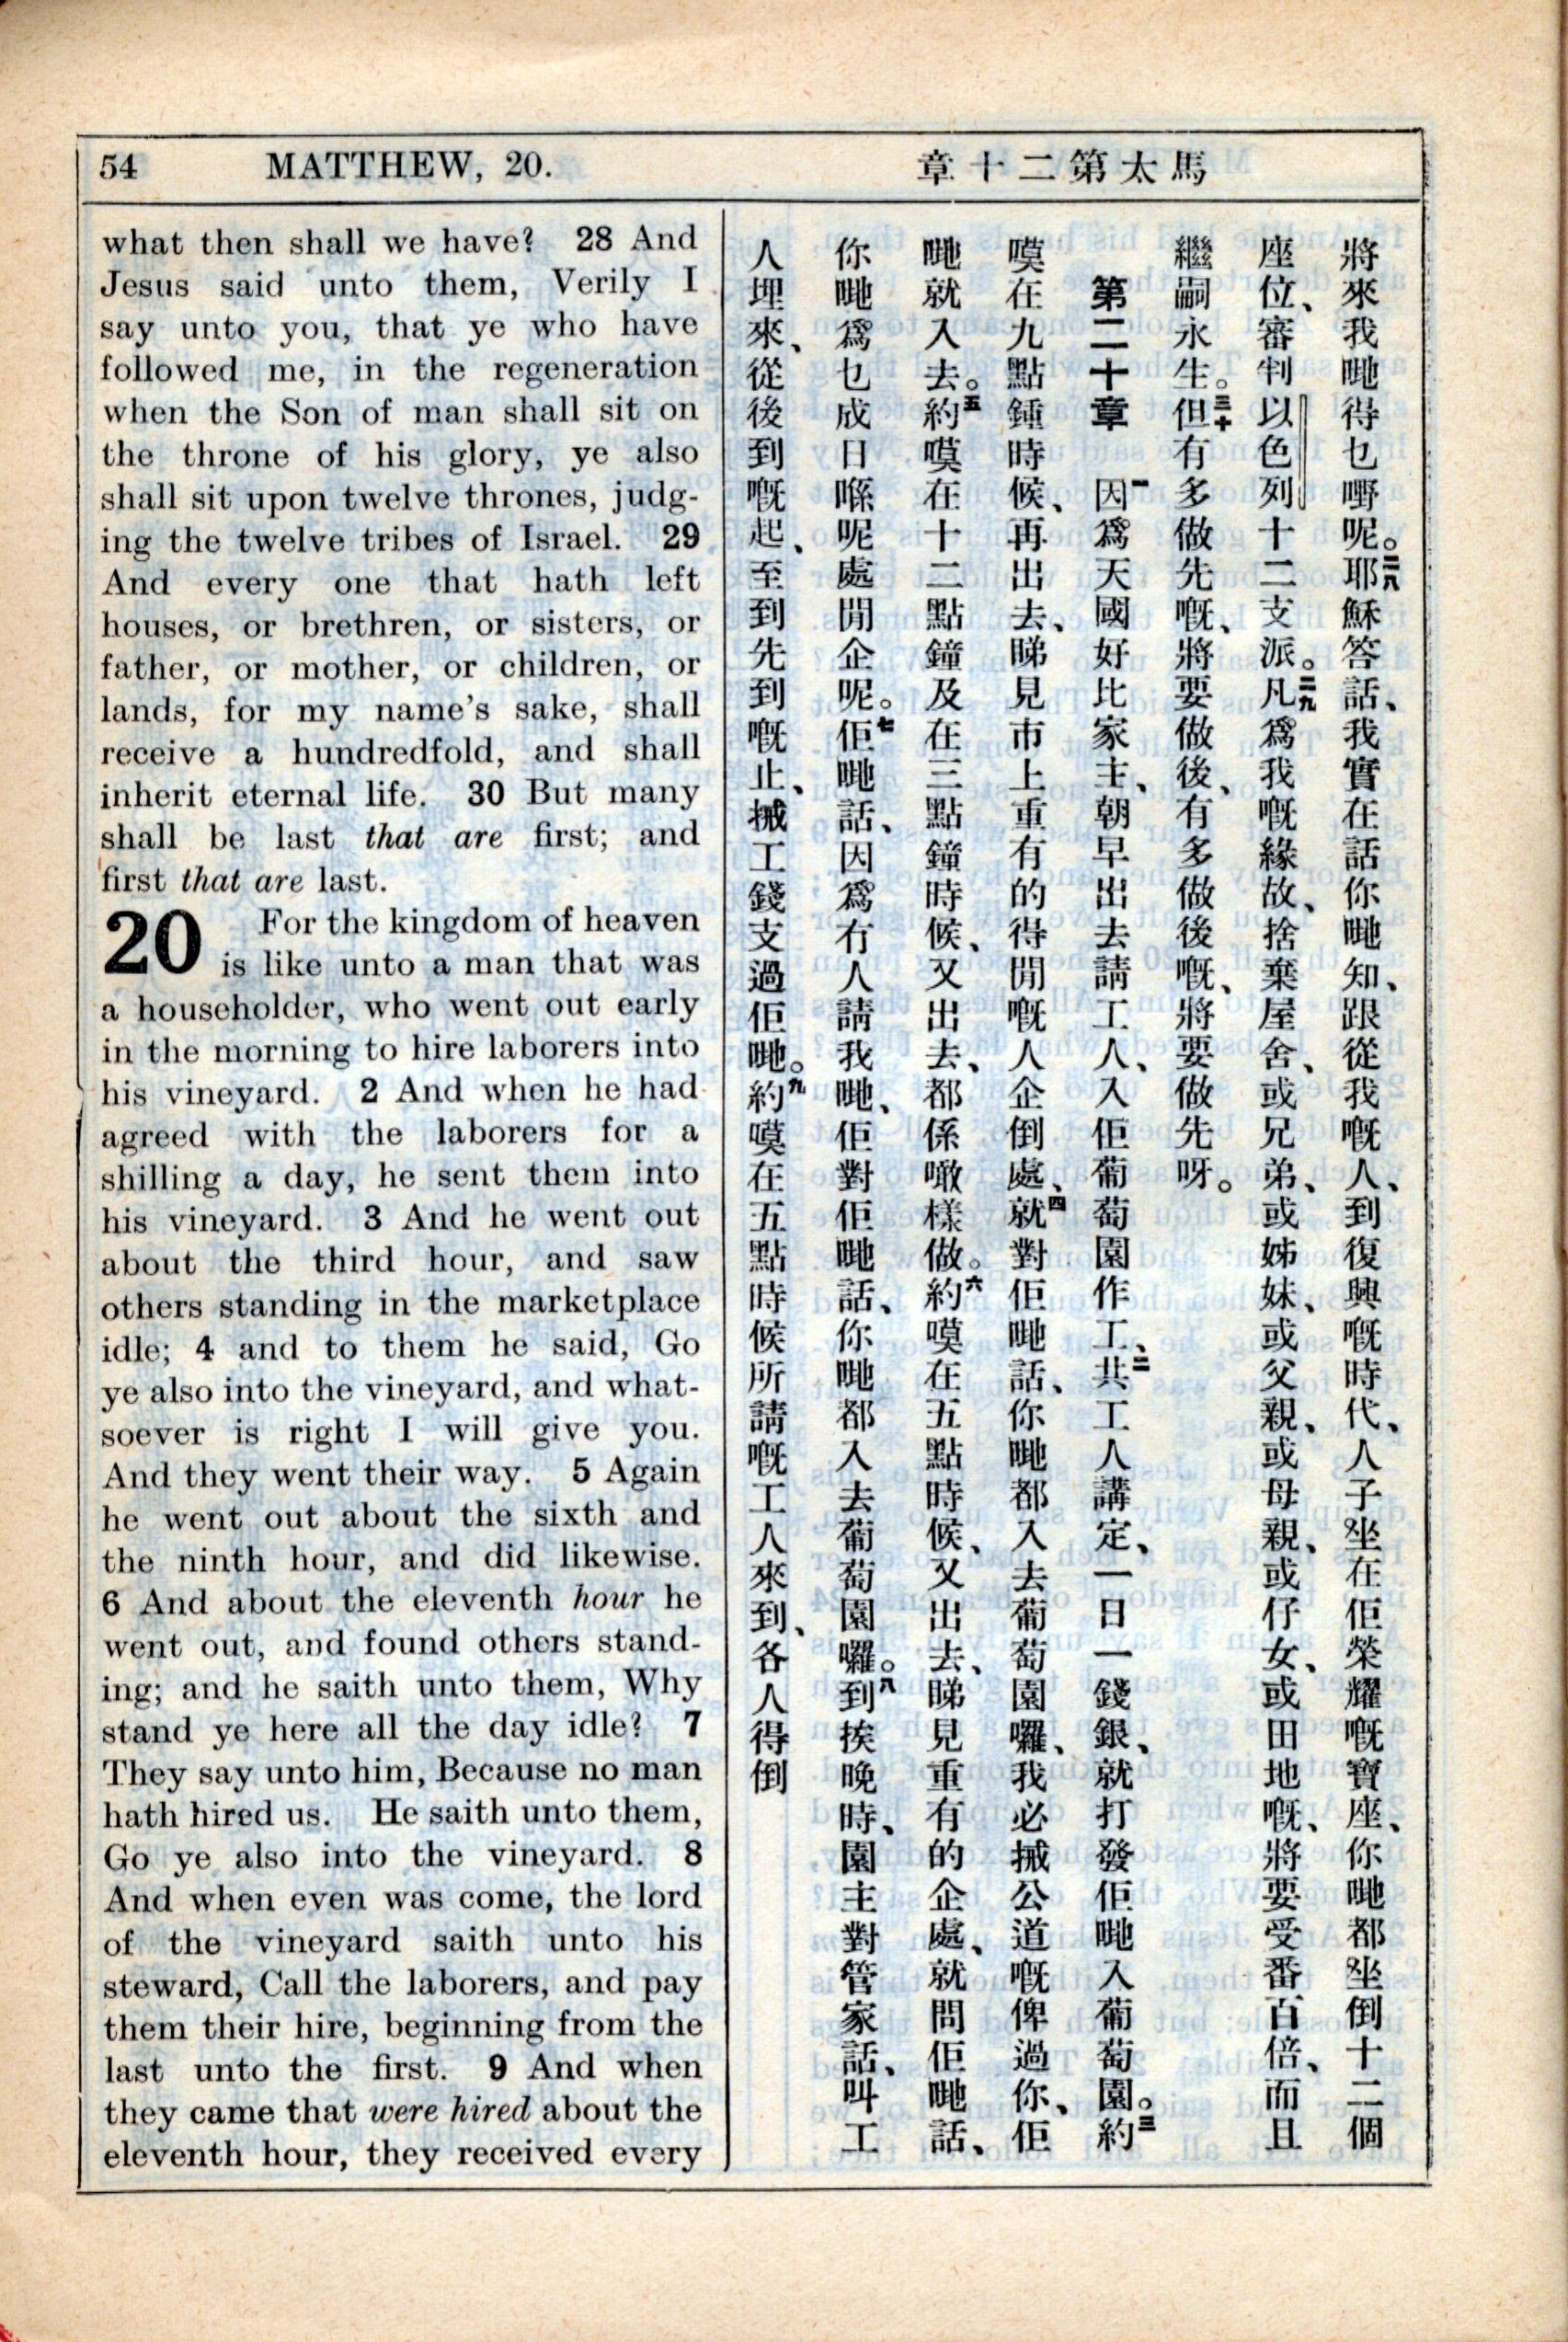 54 MATTHEW, 20.
what then shall we have? 28 And
Jesus said unto them, Verily I
say unto you, that ye who have
followed me, in the regeneration
when the Son of man shall sit on
the throne of his glory, ye also
shall sit upon twelve thrones, judg-
ing the twelve tribes of Israel. 29
And every one that hath left
houses, or brethren, or sisters, or
father, or mother, or children, or
lands, for my name's sake, shall
receive a hundredfold, and shall
inherit eternal life. 30 But many
shall be last that are first; and
first that are last.
20 For the kingdom of heaven
is like unto a man that was
a householder, who went out early
in the morning to hire laborers into
his vineyard. 2 And when he had
agreed with the laborers for a
shilling a day, he sent them into
his vineyard. 3 And he went out
about the third hour, and saw
others standing in the marketplace
idle; 4 and to them he said, Go
ye also into the vineyard, and what-
soever is right I will give you.
And they went their way. 5 Again
he went out about the sixth and
the ninth hour, and did likewise.
6 And about the eleventh hour he
went out, and found others stand-
ing; and he saith unto them, Why
stand ye here all the day idle? 7
They say unto him, Because no man
hath hired us. He saith unto them,
Go ye also into the vineyard. 8
And when even was come, the lord
of the vineyard saith unto his
steward, Call the laborers, and pay
them their hire, beginning from the
last unto the first. 9 And when
they came that were hired about the
eleventh hour, they received every
馬太第二十章
將來我哋得乜嘢呢。二八耶穌答話、我實在話你哋知、跟從我嘅人、到復興嘅時代、人子坐在佢榮耀嘅寶座、你哋都坐倒十二個
座位、審判以色列十二支派。二九凡爲我嘅緣故、捨棄屋舍、或兄弟、或姊妹、或父親、或母親、或仔女、或田地嘅、將要受番百倍、而且
繼嗣永生。三十但有多做先嘅、將要做後、有多做後嘅、將要做先呀。
第二十章 一因爲天國好比家主、朝早出去請工人、入佢葡萄園作工、二共工人講定、一日一錢銀、就打發佢哋入葡萄園。三約
嘆在九點鐘時候、再出去、睇見市上重有的得閒嘅人企倒處、四就對佢哋話、你哋都入去葡萄園囉、我必搣公道嘅俾過你、佢
哋就入去。五約嘆在十二點鐘及在三點鐘時候、又出去、都係噉樣做。六約嘆在五點時候、又出去、睇見重有的企處、就問佢哋話、
你哋爲乜成日喺呢處閒企呢。七佢哋話、因爲冇人請我哋、佢對佢哋話、你哋都入去葡萄園囉。八到挨晚時、園主對管家話、叫工
人埋來、從後到嘅起、至到先到嘅止、搣工錢支過佢哋。九約嘆在五點時候所請嘅工人來到、各人得倒